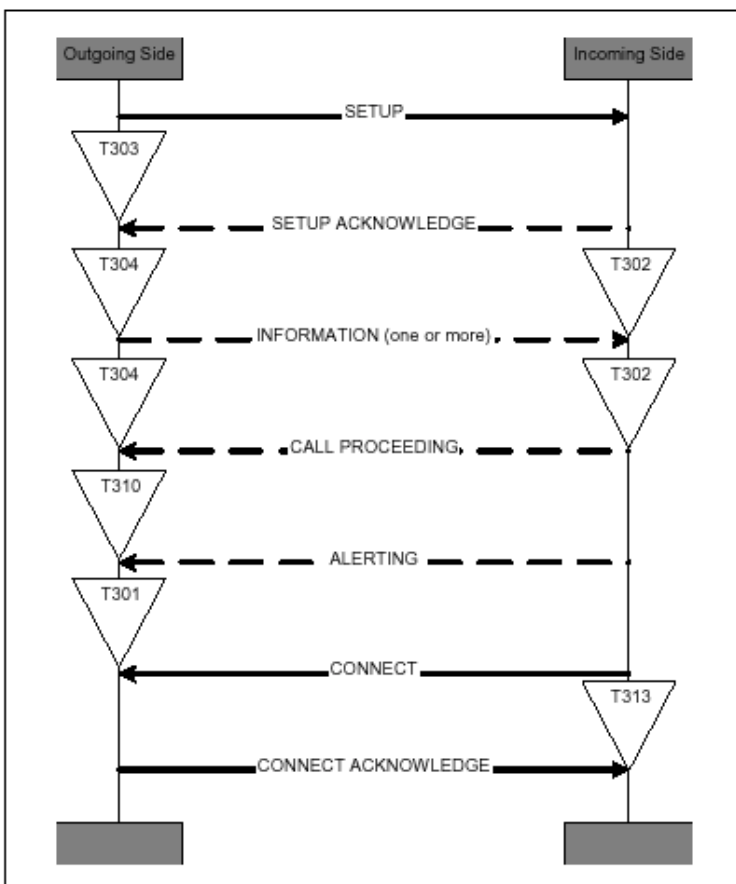 Outgoing Side
Incoming Side
SETUP
T303
SETUP ACKNOWLEDGE
T304
T302
INFORMATION (one or more)
T304
T302
CALL PROCEEDING
T310
ALERTING
T301
CONNECT
T313
CONNECT ACKNOWLEDGE